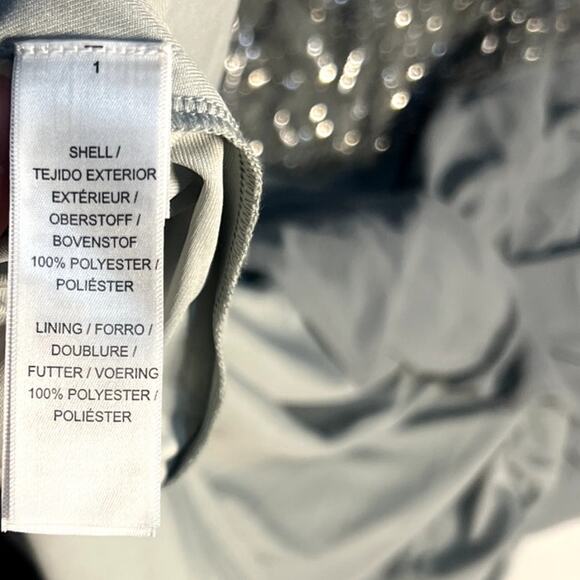 1
SHELL /
TEJIDO EXTERIOR
EXTÉRIEUR /
OBERSTOFF /
BOVENSTOF
100% POLYESTER /
POLIÉSTER
LINING / FORRO /
DOUBLURE /
FUTTER / VOERING
100% POLYESTER /
POLIÉSTER